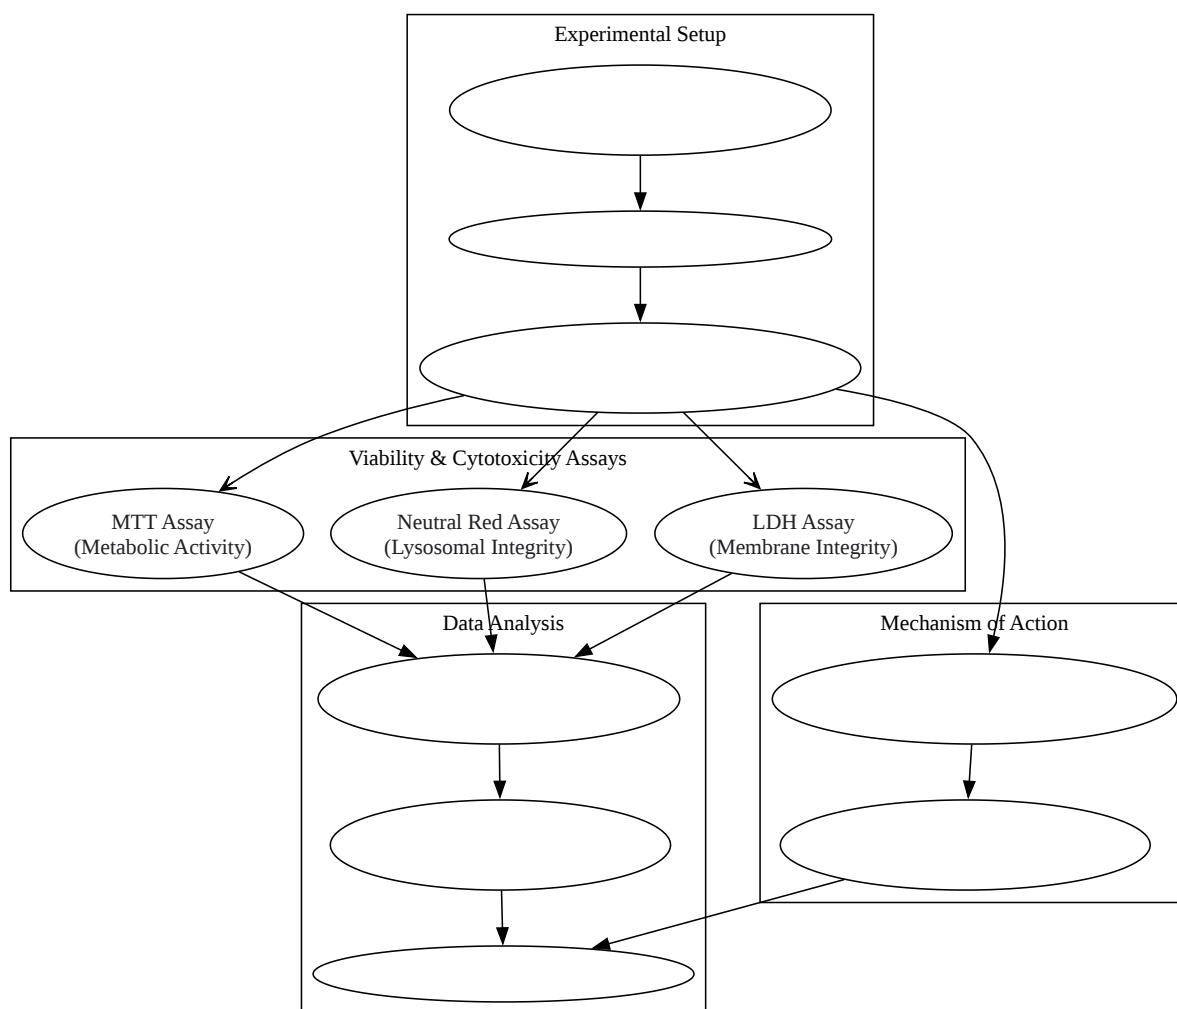 Experimental Setup
Viability & Cytotoxicity Assays
MTT Assay
(Metabolic Activity)
Neutral Red Assay
(Lysosomal Integrity)
LDH Assay
(Membrane Integrity)
Data Analysis
Mechanism of Action